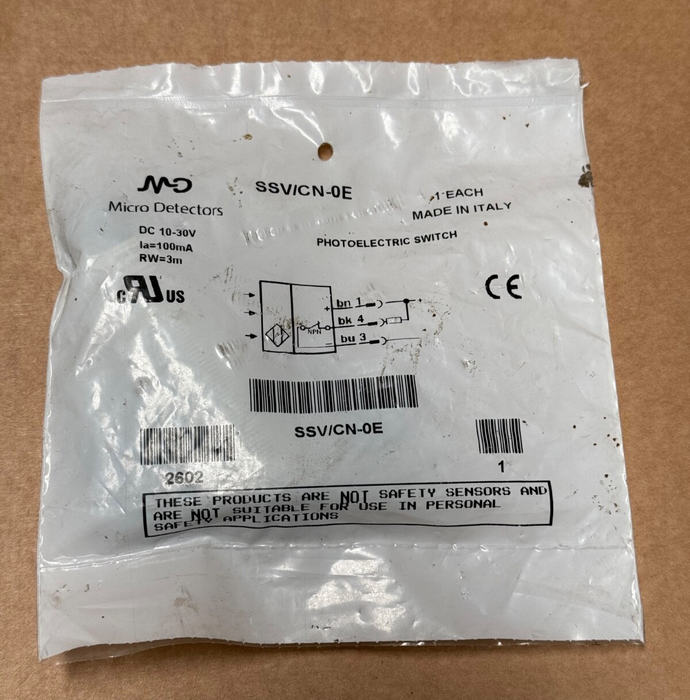 MD
Micro Detectors
SSV/CN-0E
1 EACH
MADE IN ITALY
DC 10-30V
Ia=100mA
RW=3m
PHOTOELECTRIC SWITCH
c RU US
CE
bn 1
+
bk 4
NPN
bu 3
SSV/CN-0E
2602
1
THESE PRODUCTS ARE NOT SAFETY SENSORS AND
ARE NOT SUITABLE FOR USE IN PERSONAL
SAFETY APPLICATIONS